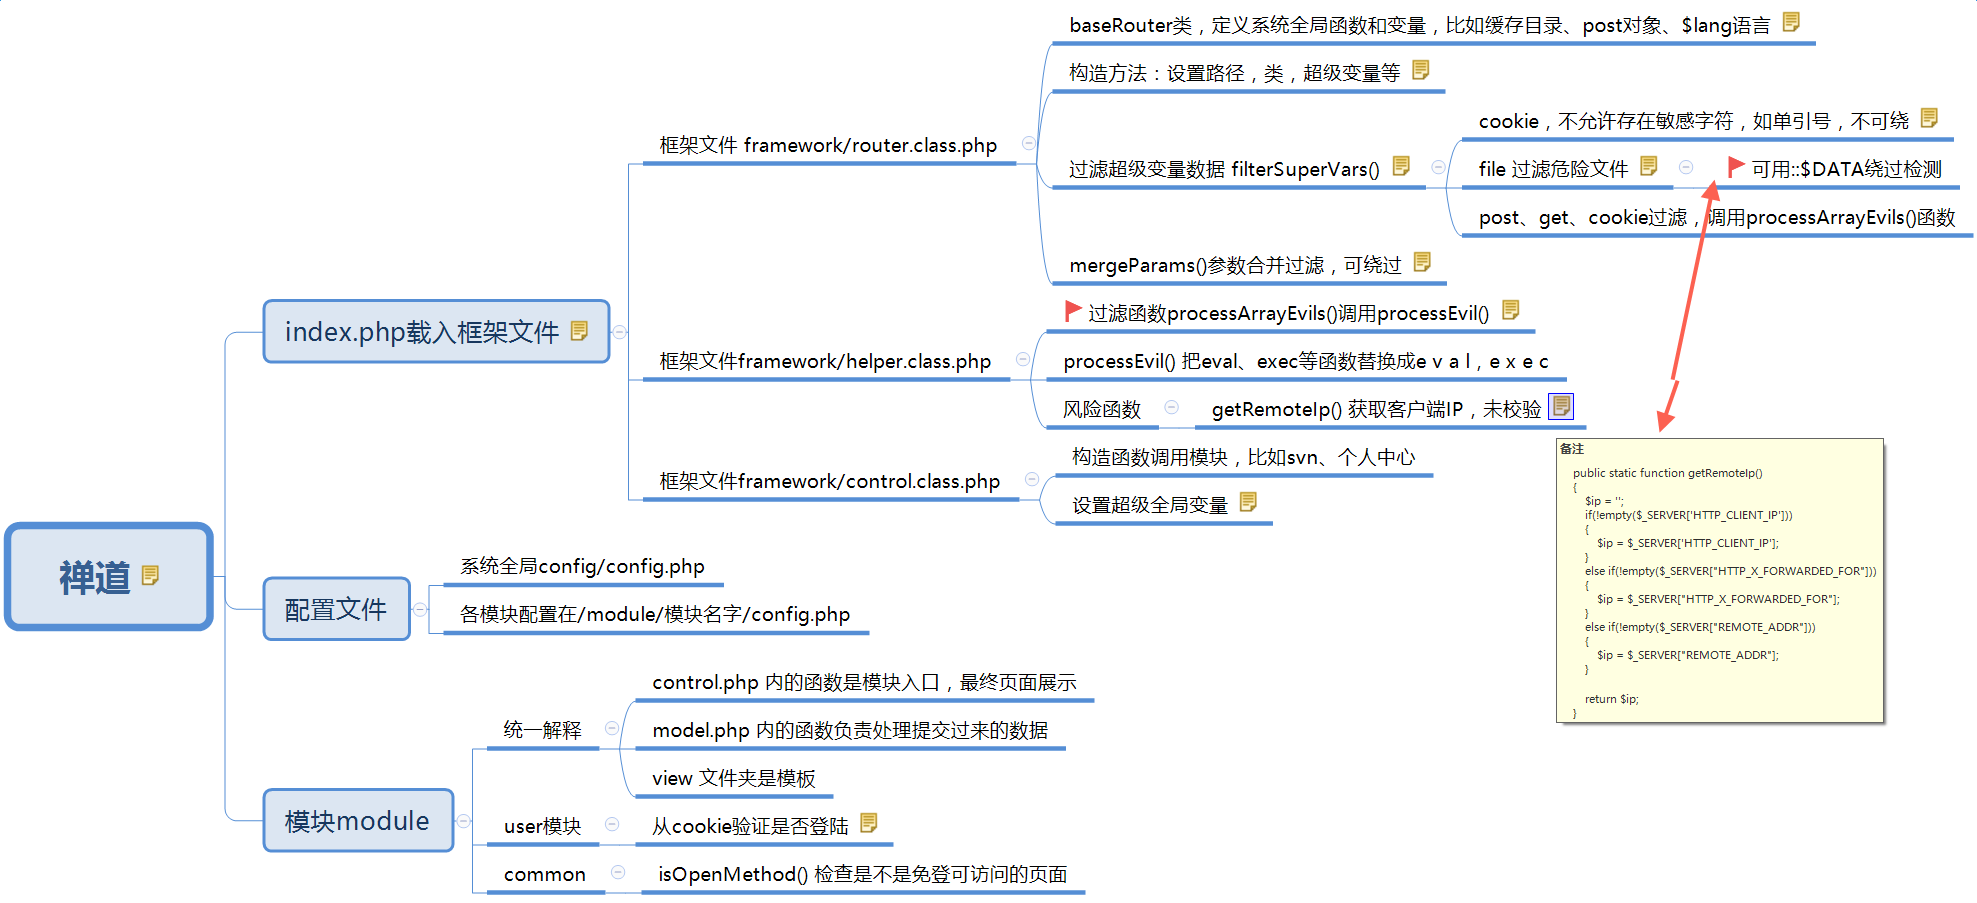 禅道
index.php载入框架文件
框架文件 framework/router.class.php
baseRouter类，定义系统全局函数和变量，比如缓存目录、post对象、$lang语言
构造方法：设置路径，类，超级变量等
过滤超级变量数据 filterSuperVars()
cookie，不允许存在敏感字符，如单引号，不可绕
file 过滤危险文件
可用::$DATA绕过检测
post、get、cookie过滤，调用processArrayEvils()函数
mergeParams()参数合并过滤，可绕过
框架文件framework/helper.class.php
过滤函数processArrayEvils()调用processEvil()
processEvil() 把eval、exec等函数替换成e v a l，e x e c
风险函数
getRemoteIp() 获取客户端IP，未校验
框架文件framework/control.class.php
构造函数调用模块，比如svn、个人中心
设置超级全局变量
配置文件
系统全局config/config.php
各模块配置在/module/模块名字/config.php
模块module
统一解释
control.php 内的函数是模块入口，最终页面展示
model.php 内的函数负责处理提交过来的数据
view 文件夹是模板
user模块
从cookie验证是否登陆
common
isOpenMethod() 检查是不是免登可访问的页面
备注
public static function getRemoteIp()
{
$ip = '';
if(!empty($_SERVER['HTTP_CLIENT_IP']))
{
$ip = $_SERVER['HTTP_CLIENT_IP'];
}
else if(!empty($_SERVER["HTTP_X_FORWARDED_FOR"]))
{
$ip = $_SERVER["HTTP_X_FORWARDED_FOR"];
}
else if(!empty($_SERVER["REMOTE_ADDR"]))
{
$ip = $_SERVER["REMOTE_ADDR"];
}
return $ip;
}